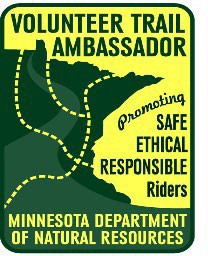 VOLUNTEER TRAIL
AMBASSADOR
Promoting
SAFE
ETHICAL
RESPONSIBLE
Riders
MINNESOTA DEPARTMENT
OF NATURAL RESOURCES